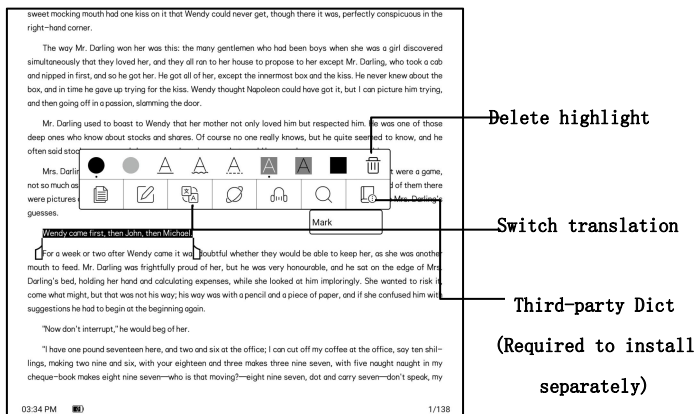 sweet mocking mouth had one kiss on it that Wendy could never get, though there it was, perfectly conspicuous in the
right-hand corner.
The way Mr. Darling won her was this: the many gentlemen who had been boys when she was a girl discovered
simultaneously that they loved her, and they all ran to her house to propose to her except Mr. Darling, who took a cab
and nipped in first, and so he got her. He got all of her, except the innermost box and the kiss. He never knew about the
box, and in time he gave up trying for the kiss. Wendy thought Napoleon could have got it, but I can picture him trying,
and then going off in a passion, slamming the door.
Mr. Darling used to boast to Wendy that her mother not only loved him but respected him. He was one of those
deep ones who know about stocks and shares. Of course no one really knows, but he quite seemed to know, and he
often said stoc
Mrs. Darlin t were a game,
not so much as d of them there
were pictures Mrs. Darling's
guesses.
Mark
Wendy came first, then John, then Michael.
For a week or two after Wendy came it was doubtful whether they would be able to keep her, as she was another
mouth to feed. Mr. Darling was frightfully proud of her, but he was very honourable, and he sat on the edge of Mrs.
Darling's bed, holding her hand and calculating expenses, while she looked at him imploringly. She wanted to risk it,
come what might, but that was not his way; his way was with a pencil and a piece of paper, and if she confused him with
suggestions he had to begin at the beginning again.
"Now don't interrupt," he would beg of her.
"I have one pound seventeen here, and two and six at the office; I can cut off my coffee at the office, say ten shil-
lings, making two nine and six, with your eighteen and three makes three nine seven, with five naught naught in my
cheque-book makes eight nine seven—who is that moving?—eight nine seven, dot and carry seven—don't speak, my
03:34 PM 1/138
Delete highlight
Switch translation
Third-party Dict
(Required to install
separately)